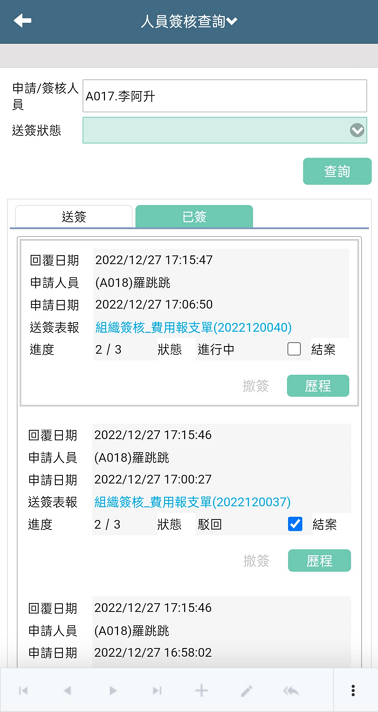 人員簽核查詢
申請/簽核人員 A017.李阿升
送簽狀態
查詢
送簽 已簽
回覆日期 2022/12/27 17:15:47
申請人員 (A018)羅跳跳
申請日期 2022/12/27 17:06:50
送簽表報 組織簽核_費用報支單(2022120040)
進度 2 / 3 狀態 進行中 結案
撤簽 歷程
回覆日期 2022/12/27 17:15:46
申請人員 (A018)羅跳跳
申請日期 2022/12/27 17:00:27
送簽表報 組織簽核_費用報支單(2022120037)
進度 2 / 3 狀態 駁回 結案
撤簽 歷程
回覆日期 2022/12/27 17:15:46
申請人員 (A018)羅跳跳
申請日期 2022/12/27 16:58:02